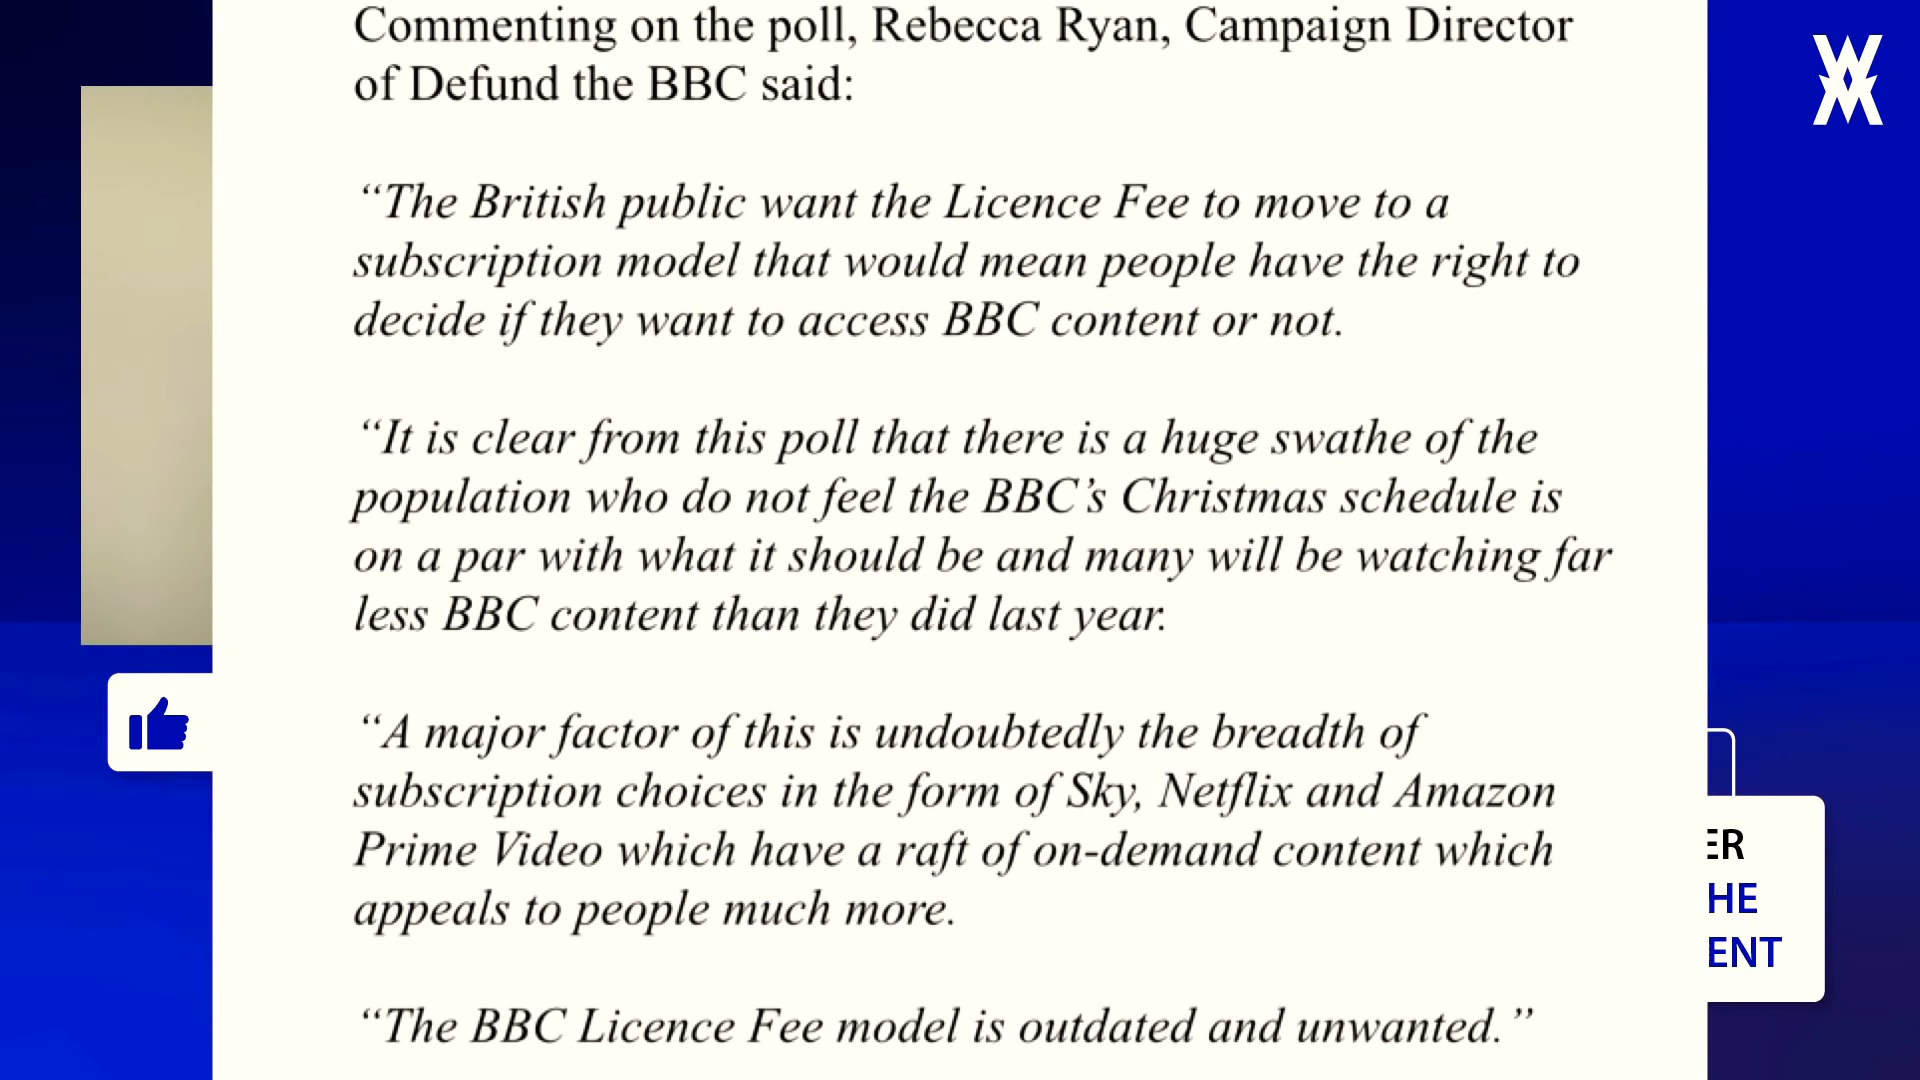 Commenting on the poll, Rebecca Ryan, Campaign Director
of Defund the BBC said:
“The British public want the Licence Fee to move to a
subscription model that would mean people have the right to
decide if they want to access BBC content or not.
“It is clear from this poll that there is a huge swathe of the
population who do not feel the BBC’s Christmas schedule is
on a par with what it should be and many will be watching far
less BBC content than they did last year.
“A major factor of this is undoubtedly the breadth of
subscription choices in the form of Sky, Netflix and Amazon
Prime Video which have a raft of on-demand content which
appeals to people much more.
“The BBC Licence Fee model is outdated and unwanted.”
ER
HE
ENT